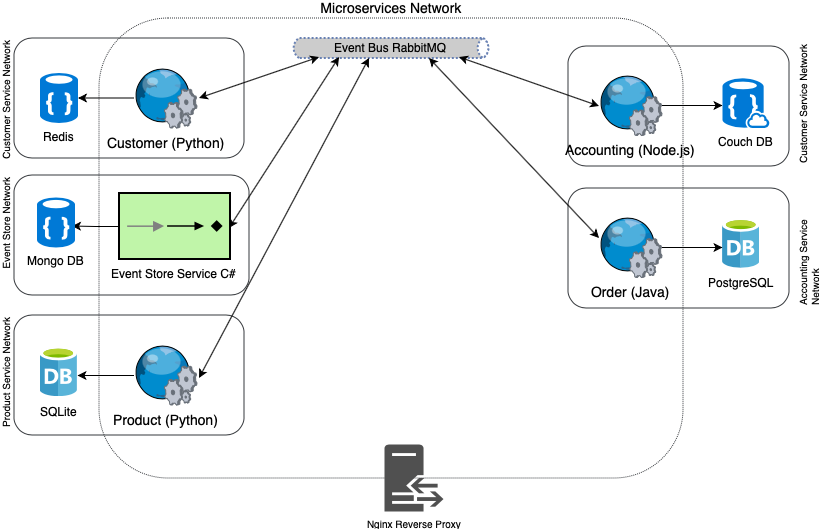 Microservices Network
Event Bus RabbitMQ
Customer Service Network
Redis
Customer (Python)
Event Store Network
Mongo DB
Event Store Service C#
Product Service Network
DB
SQLite
Product (Python)
Accounting (Node.js)
Couch DB
Customer Service Network
Order (Java)
DB
PostgreSQL
Accounting Service
Network
Nginx Reverse Proxy